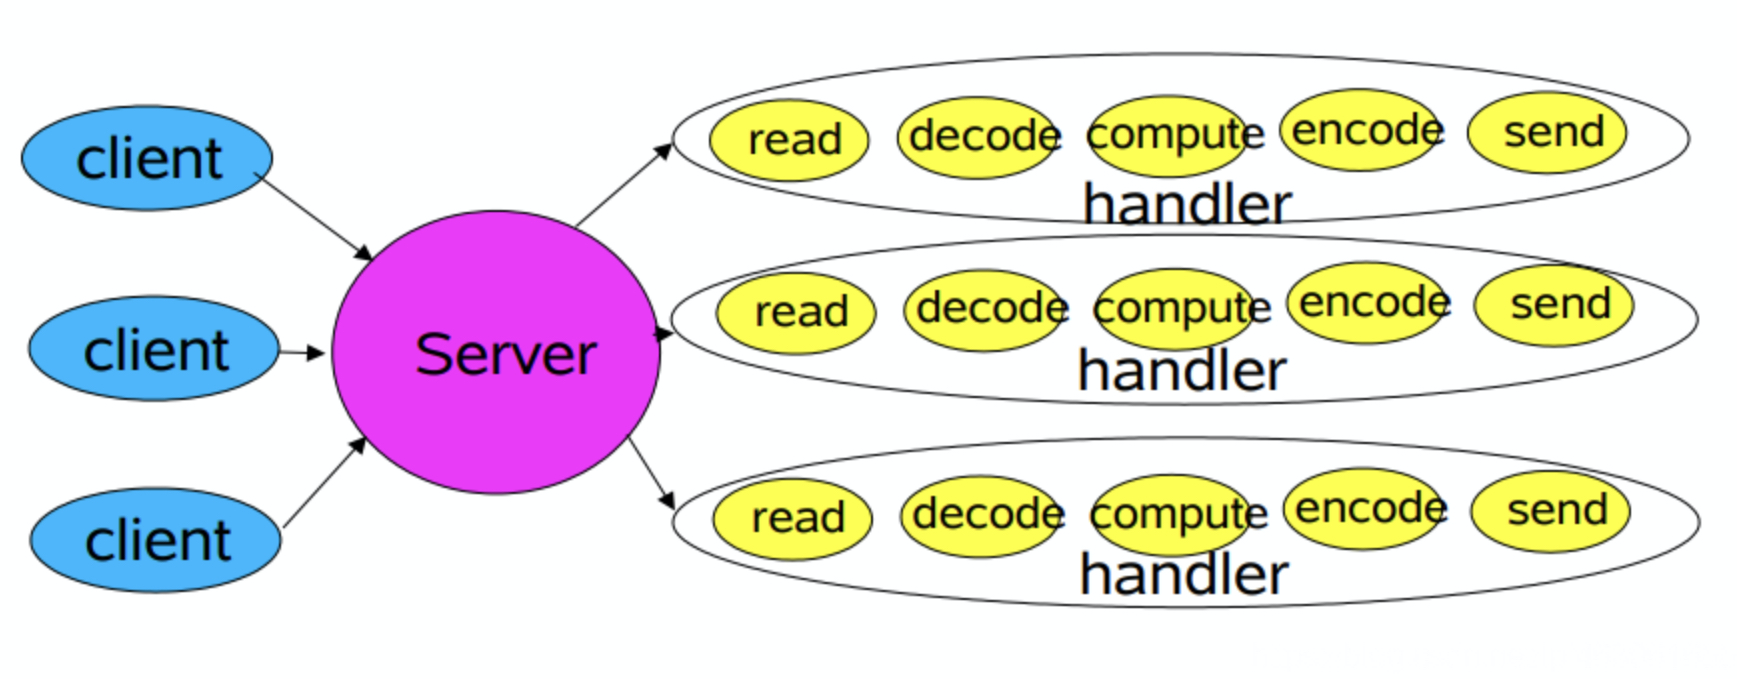 client
client
client
Server
read decode compute encode send
handler
read decode compute encode send
handler
read decode compute encode send
handler